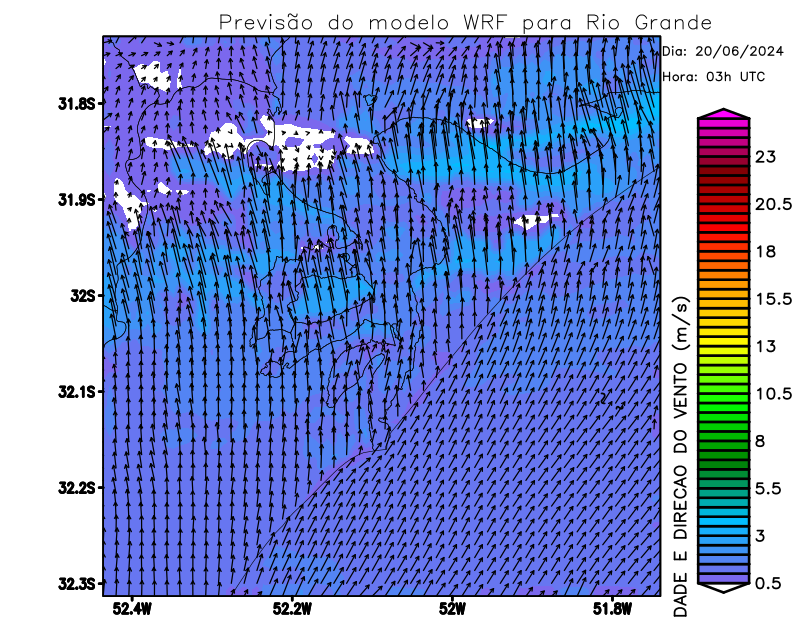 Previsão do modelo WRF para Rio Grande
Dia: 20/06/2024
Hora: 03h UTC
31.8S
31.9S
32S
32.1S
32.2S
32.3S
52.4W
52.2W
52W
51.8W
DADE E DIRECAO DO VENTO (m/s)
23
20.5
18
15.5
13
10.5
8
5.5
3
0.5